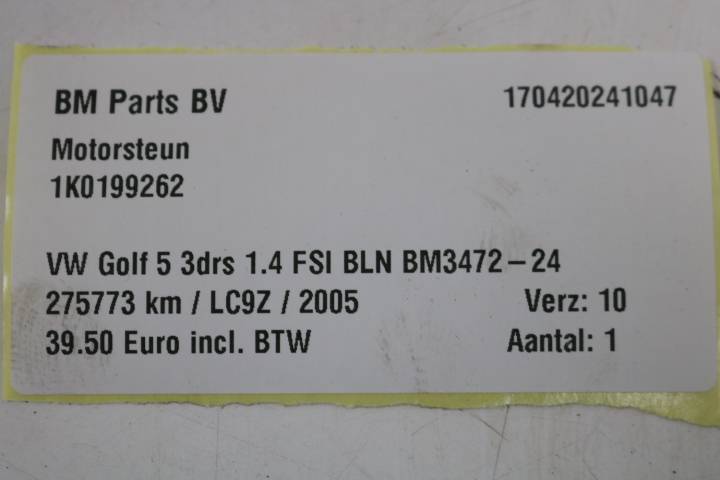 BM Parts BV 170420241047
Motorsteun
1K0199262
VW Golf 5 3drs 1.4 FSI BLN BM3472-24
275773 km / LC9Z / 2005 Verz: 10
39.50 Euro incl. BTW Aantal: 1